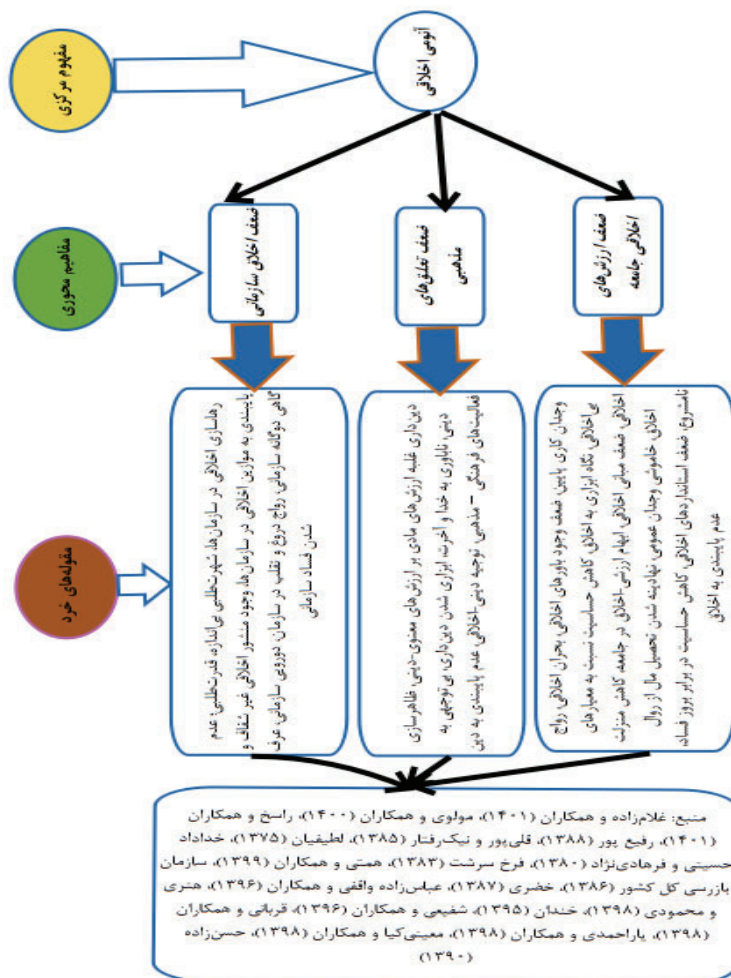 مفهوم مرکزی
آنومی اخلاقی
مفاهیم محوری
ضعف اخلاق سازمانی
ضعف تعلق‌های
مذهبی
ضعف ارزش‌های
اخلاقی جامعه
مقوله‌های خرد
رهاسازی اخلاقی در سازمان‌ها، شهرت‌طلبی بی‌اندازه، قدرت‌طلبی؛ عدم
پایبندی به موازین اخلاقی در سازمان‌ها، وجود منشور اخلاقی غیر شفاف و
گاهی دوگانه سازمانی، رواج دروغ و تقلب در سازمان، دورویی سازمانی، عرف
شدن فساد سازمانی
دین‌داری غلبه ارزش‌های مادی بر ارزش‌های معنوی-دینی، ظاهرسازی
دینی، ناباوری به خدا و آخرت، ابزاری شدن دین‌داری، بی‌توجهی به
فعالیت‌های فرهنگی – مذهبی، توجیه دینی-اخلاقی عدم پایبندی به دین
وجدان کاری پایین، ضعف وجود باورهای اخلاقی، بحران اخلاقی، رواج
بی‌اخلاقی، نگاه ابزاری به اخلاق، کاهش حساسیت نسبت به معیارهای
اخلاقی، ضعف مبانی اخلاقی، ابهام ارزشی-اخلاق در جامعه، کاهش منزلت
اخلاق، خاموشی وجدان عمومی، نهادینه شدن تحصیل مال از روال
نامشروع، ضعف استانداردهای اخلاقی، کاهش حساسیت در برابر بروز فساد،
عدم پایبندی به اخلاق
منبع: غلام‌زاده و همکاران (۱۴۰۱)، مولوی و همکاران (۱۴۰۰)، راسخ و همکاران
(۱۴۰۱)، رفیع پور (۱۳۸۸)، قلی‌پور و نیک‌رفتار (۱۳۸۵)، لطیفیان (۱۳۷۵)، خداداد
حسینی و فرهادی‌نژاد (۱۳۸۰)، فرخ سرشت (۱۳۸۳)، همتی و همکاران (۱۳۹۹)، سازمان
بازرسی کل کشور (۱۳۸۶)، خضری (۱۳۸۷)، عباس‌زاده واقفی و همکاران (۱۳۹۶)، هنری
و محمودی (۱۳۹۸)، خندان (۱۳۹۵)، شفیعی و همکاران (۱۳۹۶)، قربانی و همکاران
(۱۳۹۸)، یاراحمدی و همکاران (۱۳۹۸)، معینی‌کیا و همکاران (۱۳۹۸)، حسن‌زاده
(۱۳۹۰)